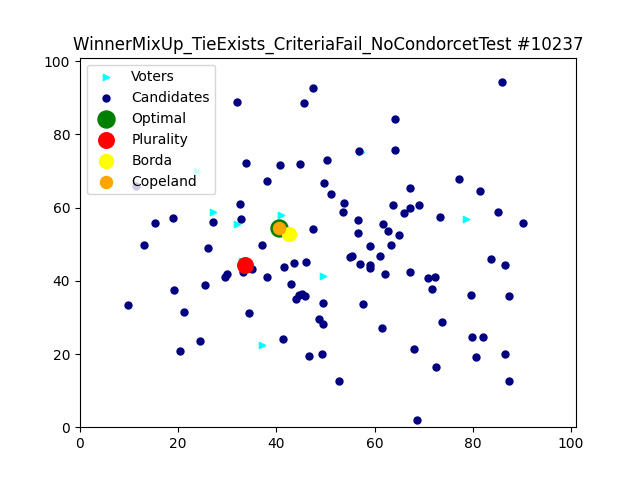 WinnerMixUp_TieExists_CriteriaFail_NoCondorcetTest #10237
100
80
60
40
20
0
0 20 40 60 80 100
Voters
Candidates
Optimal
Plurality
Borda
Copeland